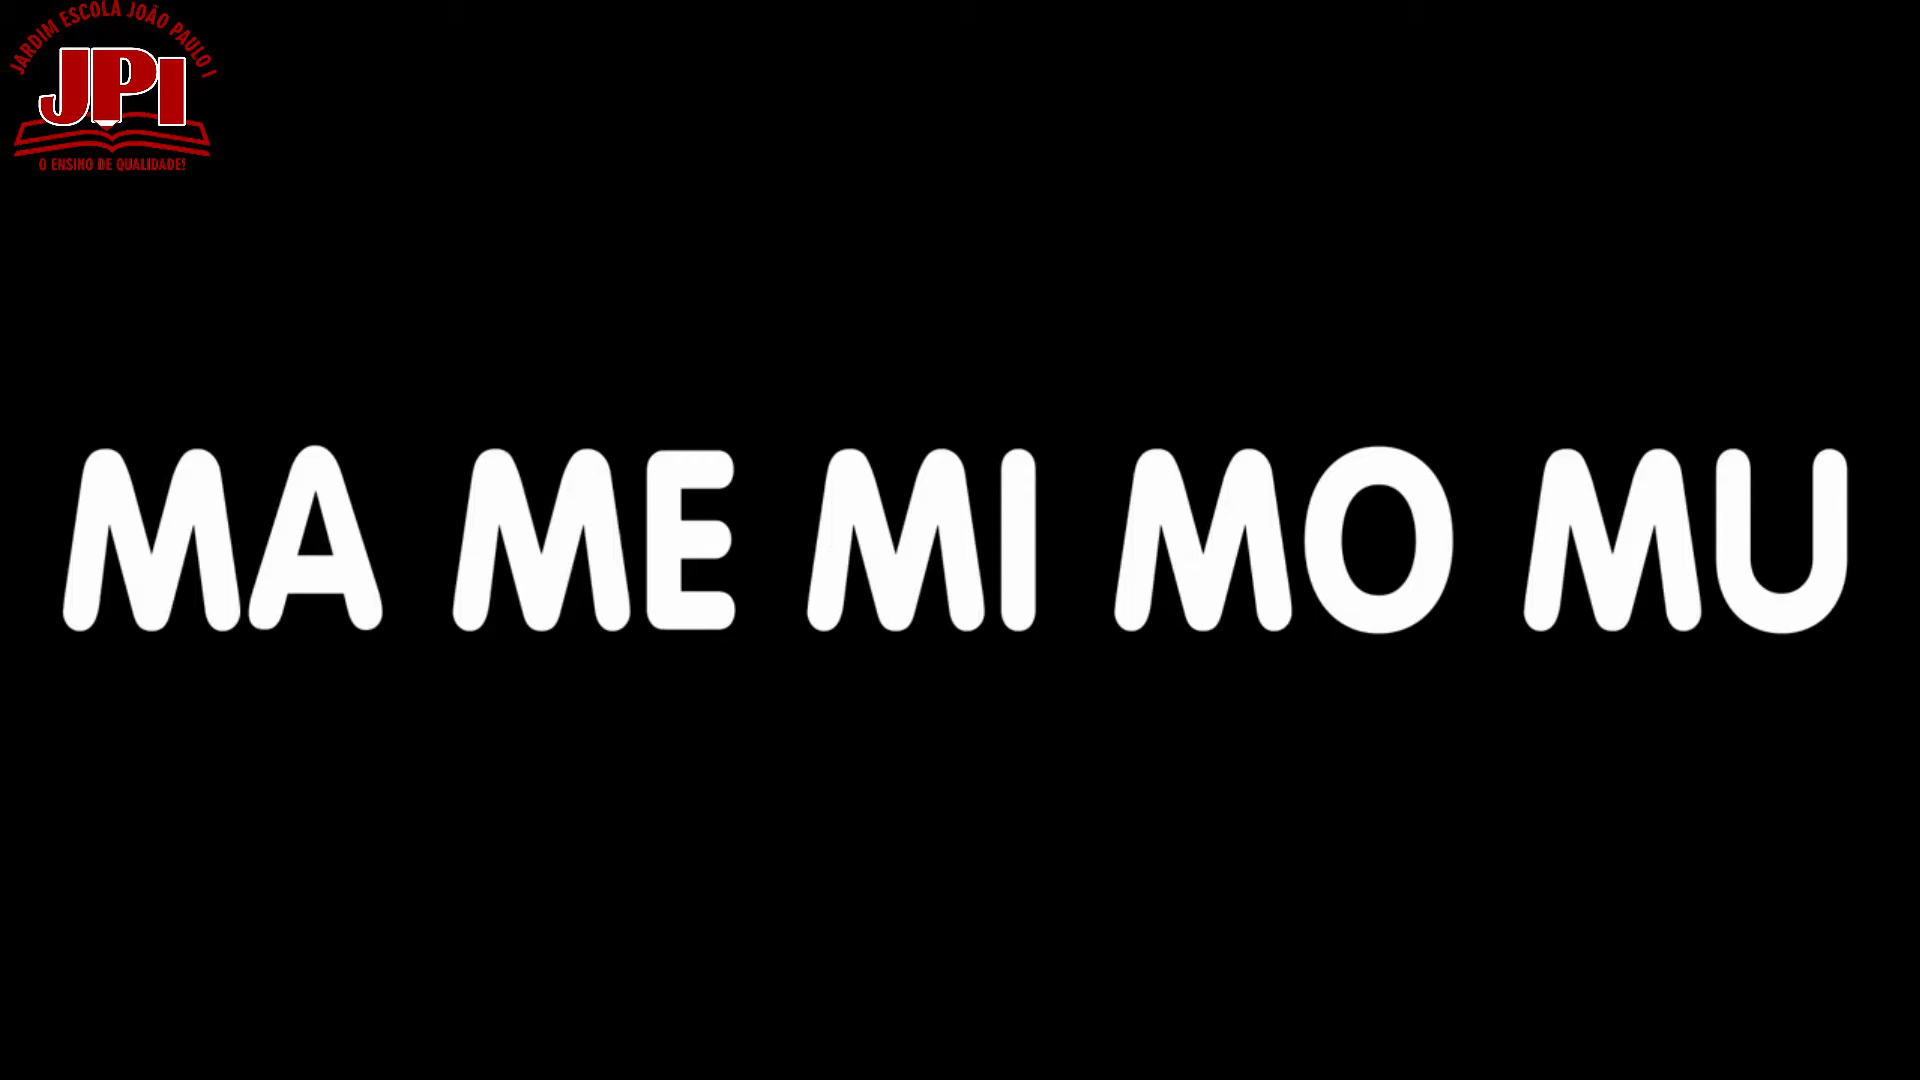 JARDIM ESCOLA JOÃO PAULO I
JPI
O ENSINO DE QUALIDADE!
MA ME MI MO MU